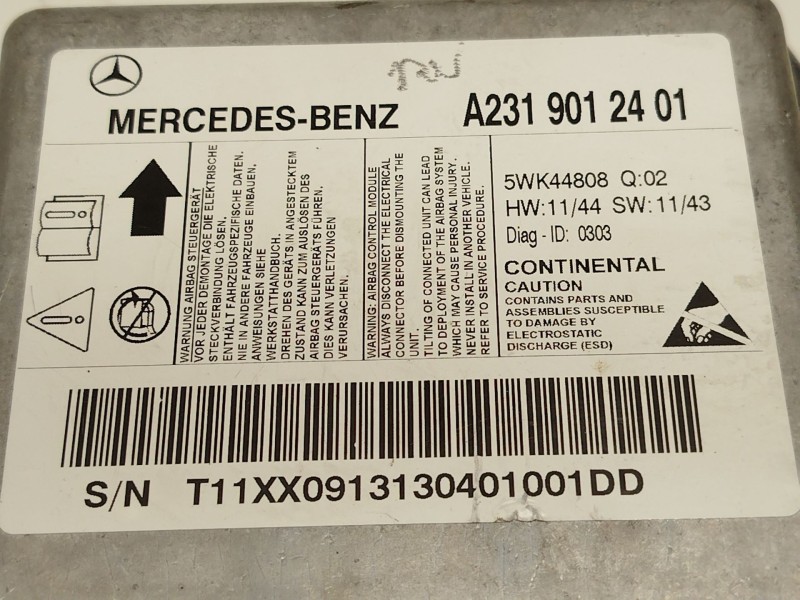 MERCEDES-BENZ
A231 901 24 01
WARNUNG AIRBAG STEUERGERÄT
VOR JEDER DEMONTAGE DIE ELEKTRISCHE
STECKVERBINDUNG LÖSEN.
ENTHÄLT FAHRZEUGSPEZIFISCHE DATEN.
NIE IN ANDERE FAHRZEUGE EINBAUEN.
ANWEISUNGEN SIEHE
WERKSTATTHANDBUCH.
DREHEN DES GERÄTS IN ANGESTECKTEM
ZUSTAND KANN ZUM AUSLÖSEN DES
AIRBAG STEUERGERÄTS FÜHREN.
DIES KANN VERLETZUNGEN
VERURSACHEN.
WARNING: AIRBAG CONTROL MODULE
ALWAYS DISCONNECT THE ELECTRICAL
CONNECTOR BEFORE DISMOUNTING THE
UNIT.
TILTING OF CONNECTED UNIT CAN LEAD
TO DEPLOYMENT OF THE AIRBAG SYSTEM
WHICH MAY CAUSE PERSONAL INJURY.
NEVER INSTALL IN ANOTHER VEHICLE.
REFER TO SERVICE PROCEDURE.
5WK44808 Q:02
HW:11/44 SW:11/43
Diag - ID: 0303
CONTINENTAL
CAUTION
CONTAINS PARTS AND
ASSEMBLIES SUSCEPTIBLE
TO DAMAGE BY
ELECTROSTATIC
DISCHARGE (ESD)
S/N T11XX0913130401001DD